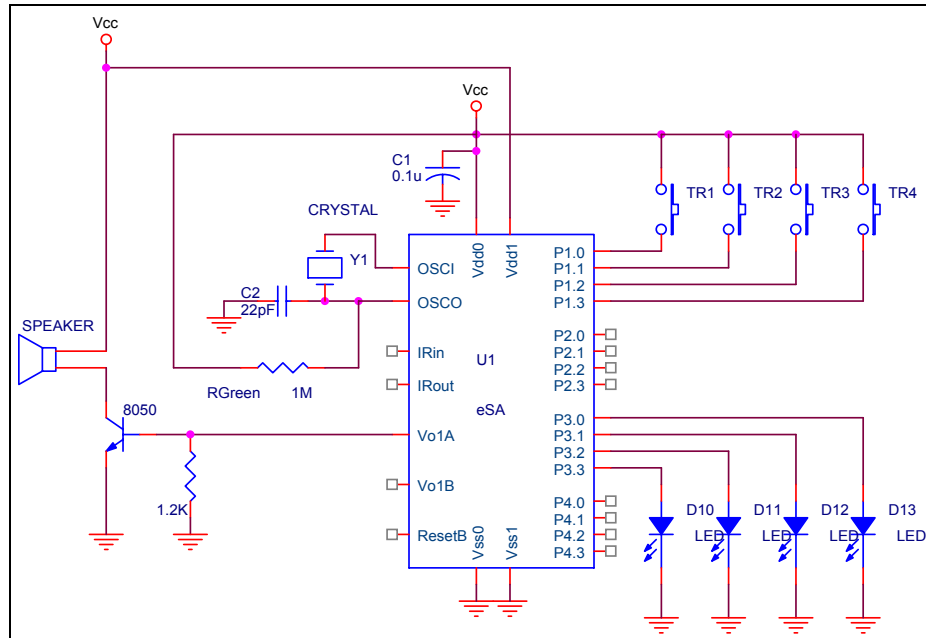 Vcc
Vcc
C1
0.1u
TR1
TR2
TR3
TR4
CRYSTAL
Y1
C2
22pF
SPEAKER
RGreen
1M
8050
1.2K
OSCI
OSCO
IRin
IRout
Vo1A
Vo1B
ResetB
Vdd0
Vdd1
U1
eSA
Vss0
Vss1
P1.0
P1.1
P1.2
P1.3
P2.0
P2.1
P2.2
P2.3
P3.0
P3.1
P3.2
P3.3
P4.0
P4.1
P4.2
P4.3
D10
LED
D11
LED
D12
LED
D13
LED